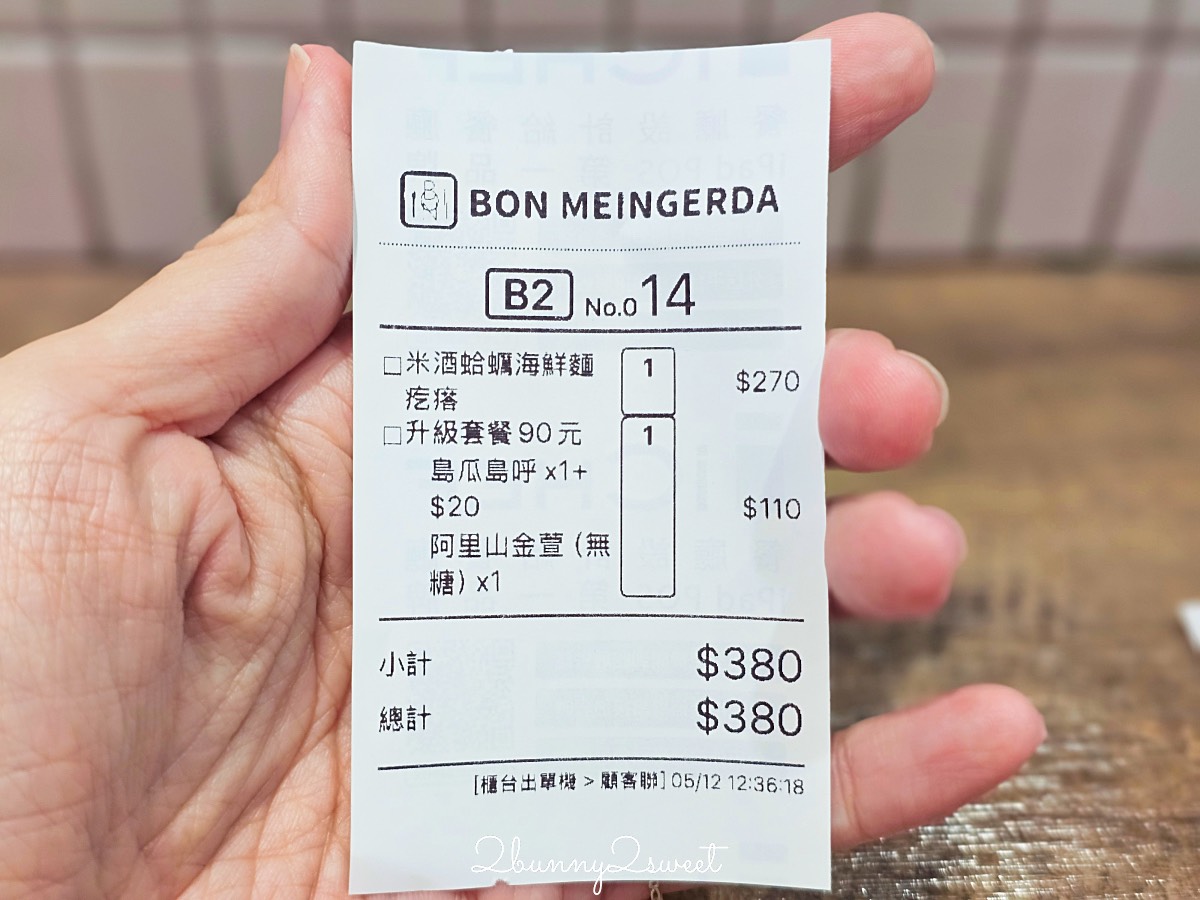 BON MEINGERDA
B2 No.014
□米酒蛤蠣海鮮麵 1 $270
疙瘩
□升級套餐90元 1
島瓜島呼 x1+
$20 $110
阿里山金萱 (無
糖) x1
小計 $380
總計 $380
[櫃台出單機 > 顧客聯] 05/12 12:36:18
2bunny2sweet